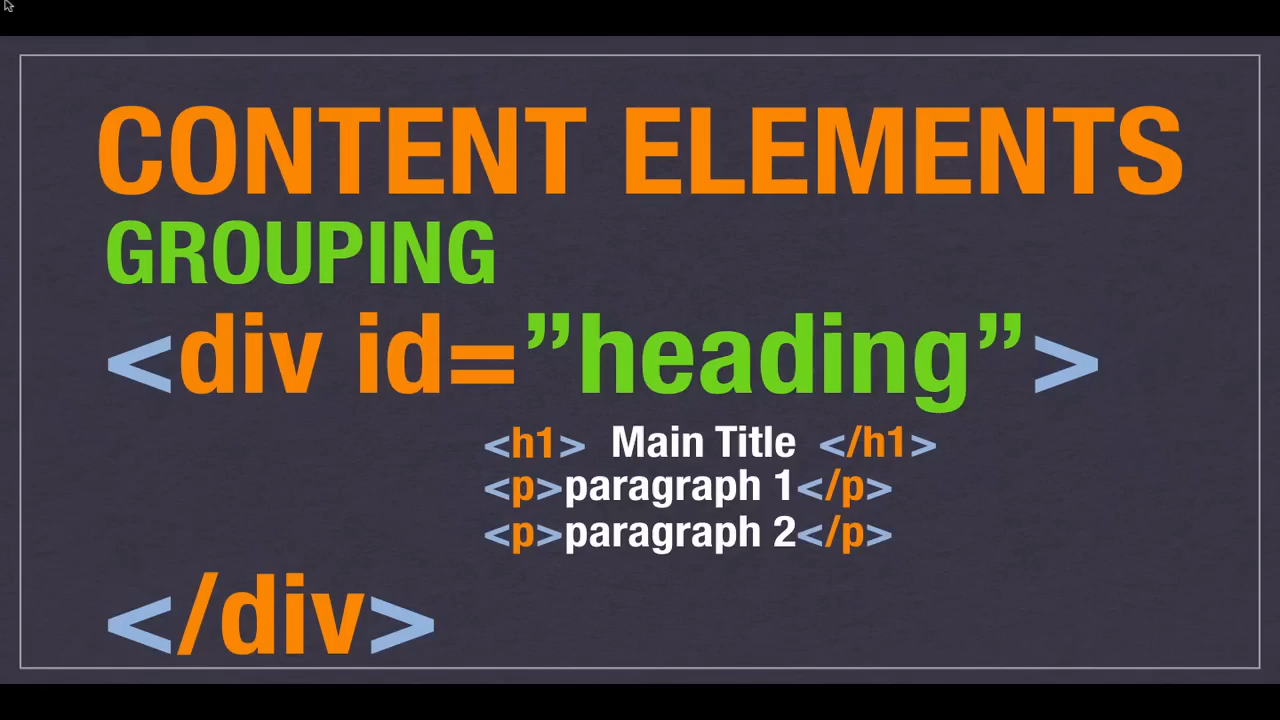 CONTENT ELEMENTS
GROUPING
<div id=”heading”>
<h1> Main Title </h1>
<p>paragraph 1</p>
<p>paragraph 2</p>
</div>